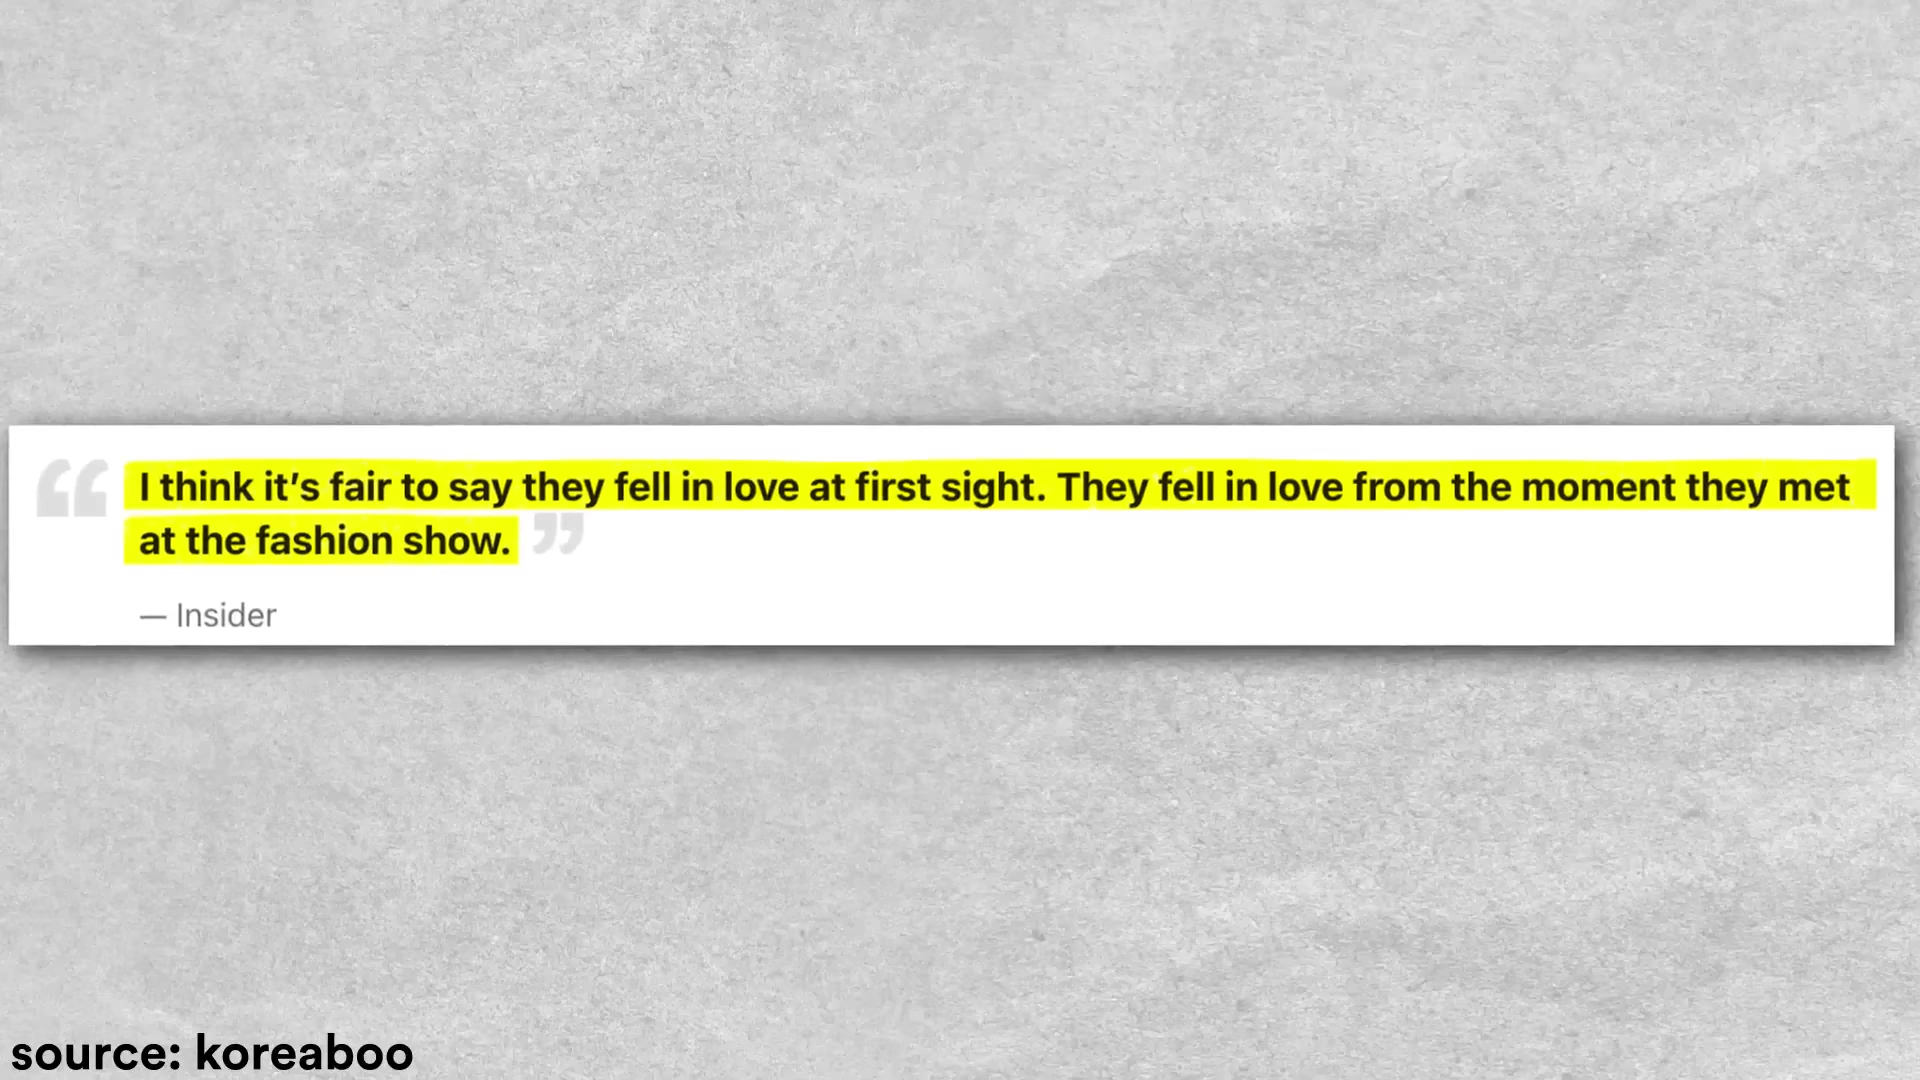 “ I think it’s fair to say they fell in love at first sight. They fell in love from the moment they met
at the fashion show. ”
— Insider
source: koreaboo